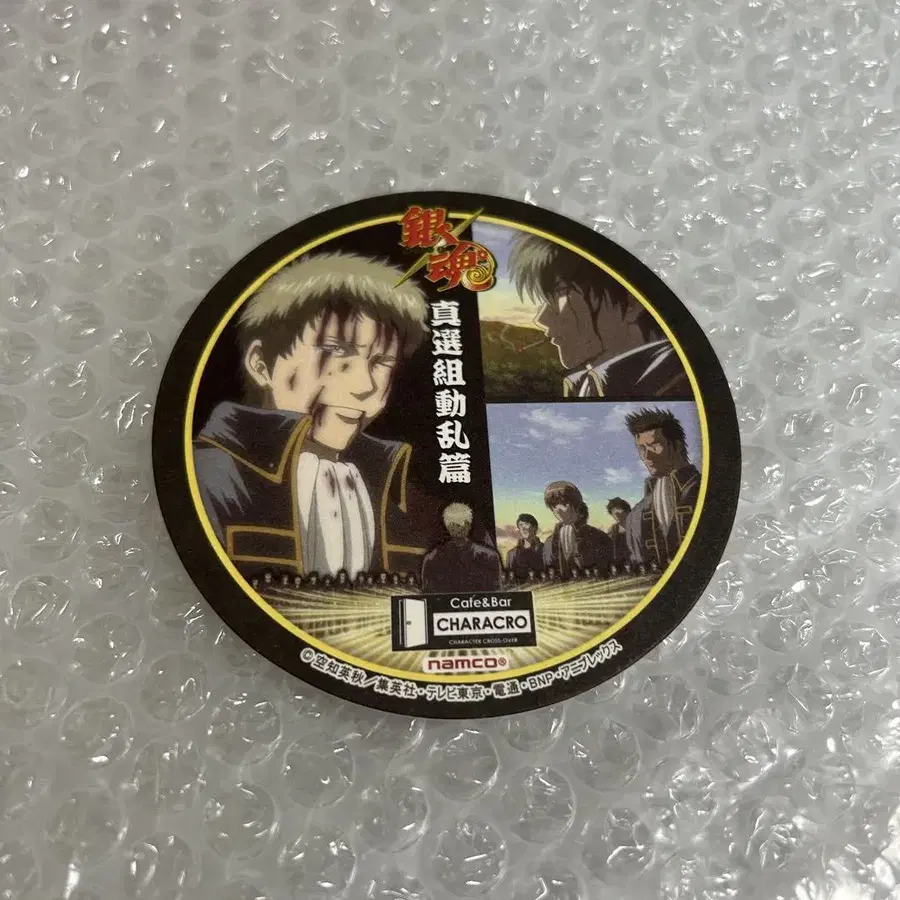 銀魂
真選組動乱篇
Cafe&Bar
CHARACRO
CHARACTER CROSS-OVER
namco®
©空知英秋/集英社・テレビ東京・電通・BNP・アニプレックス